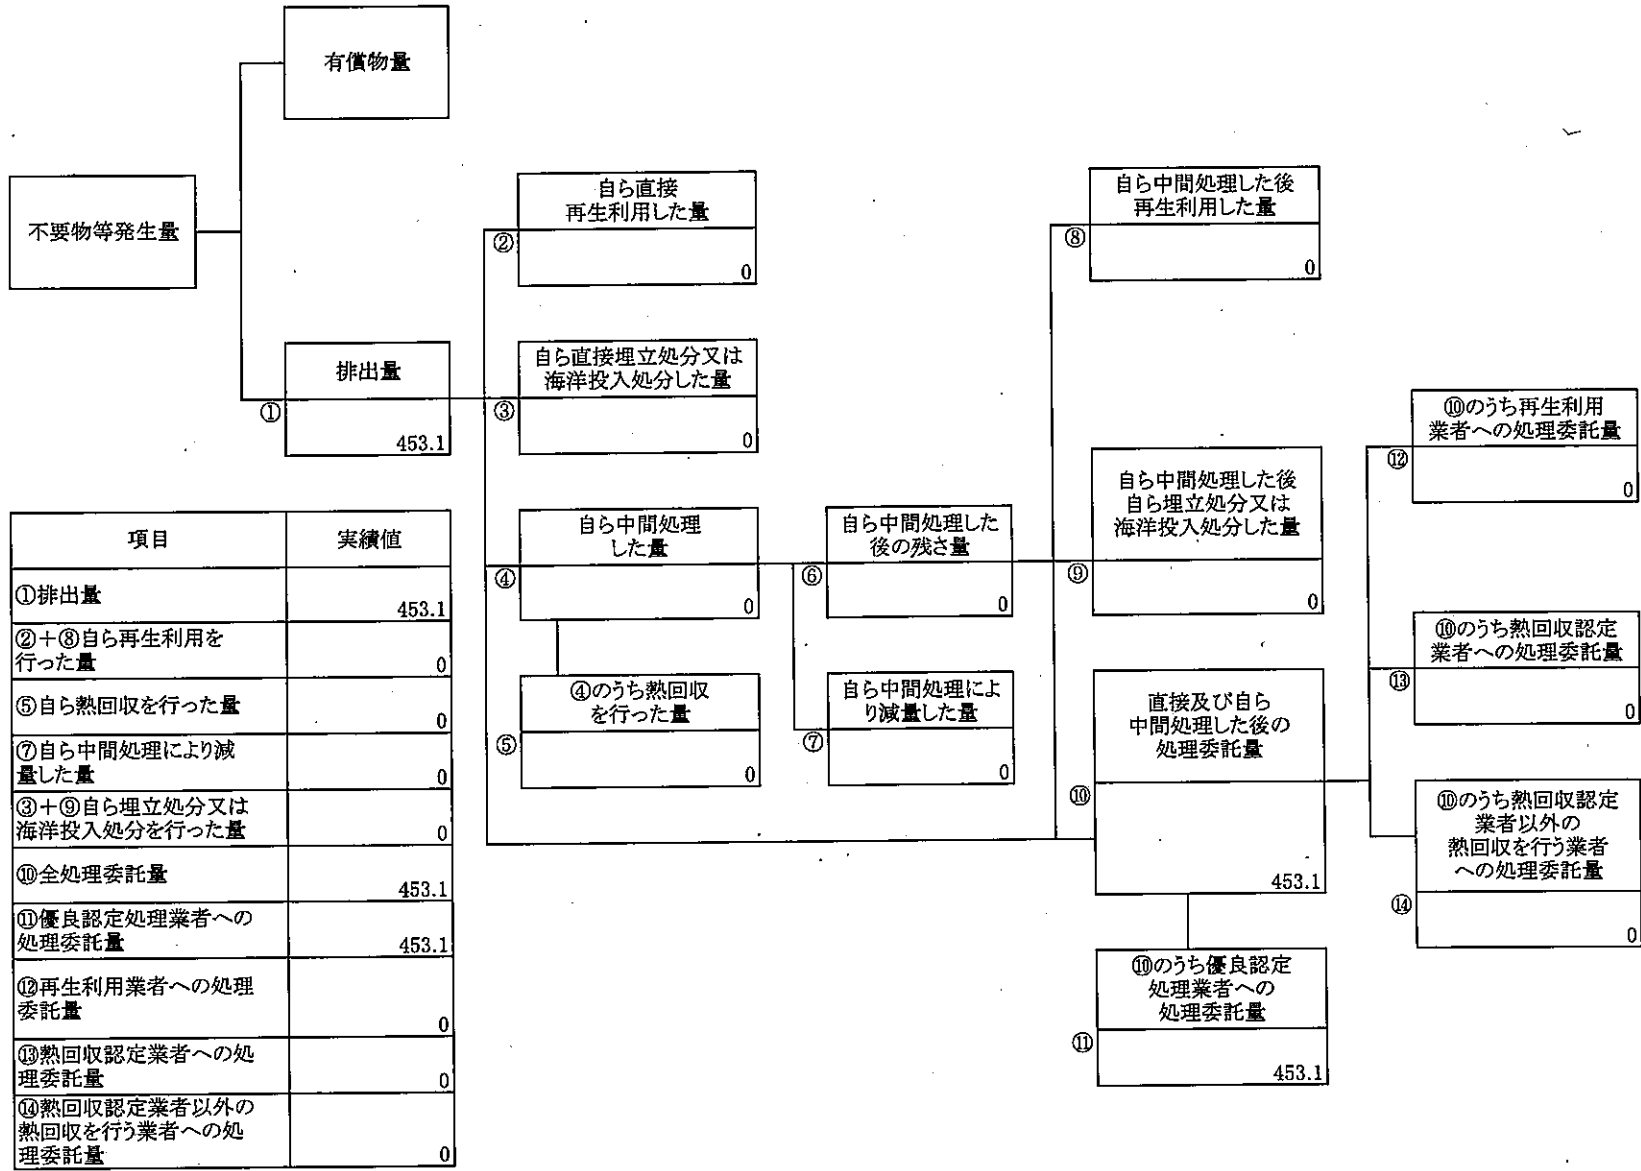 有償物量
不要物等発生量
排出量
①
453.1
自ら直接
再生利用した量
②
0
自ら直接埋立処分又は
海洋投入処分した量
③
0
自ら中間処理
した量
④
0
④のうち熱回収
を行った量
⑤
0
自ら中間処理した
後の残さ量
⑥
0
自ら中間処理によ
り減量した量
⑦
0
自ら中間処理した後
再生利用した量
⑧
0
自ら中間処理した後
自ら埋立処分又は
海洋投入処分した量
⑨
0
直接及び自ら
中間処理した後の
処理委託量
⑩
453.1
⑩のうち優良認定
処理業者への
処理委託量
⑪
453.1
⑩のうち再生利用
業者への処理委託量
⑫
0
⑩のうち熱回収認定
業者への処理委託量
⑬
0
⑩のうち熱回収認定
業者以外の
熱回収を行う業者
への処理委託量
⑭
0
項目 実績値
①排出量
453.1
②+⑧自ら再生利用を
行った量 0
⑤自ら熱回収を行った量
0
⑦自ら中間処理により減
量した量 0
③+⑨自ら埋立処分又は
海洋投入処分を行った量 0
⑩全処理委託量
453.1
⑪優良認定処理業者への
処理委託量 453.1
⑫再生利用業者への処理
委託量
0
⑬熱回収認定業者への処
理委託量 0
⑭熱回収認定業者以外の
熱回収を行う業者への処
理委託量 0